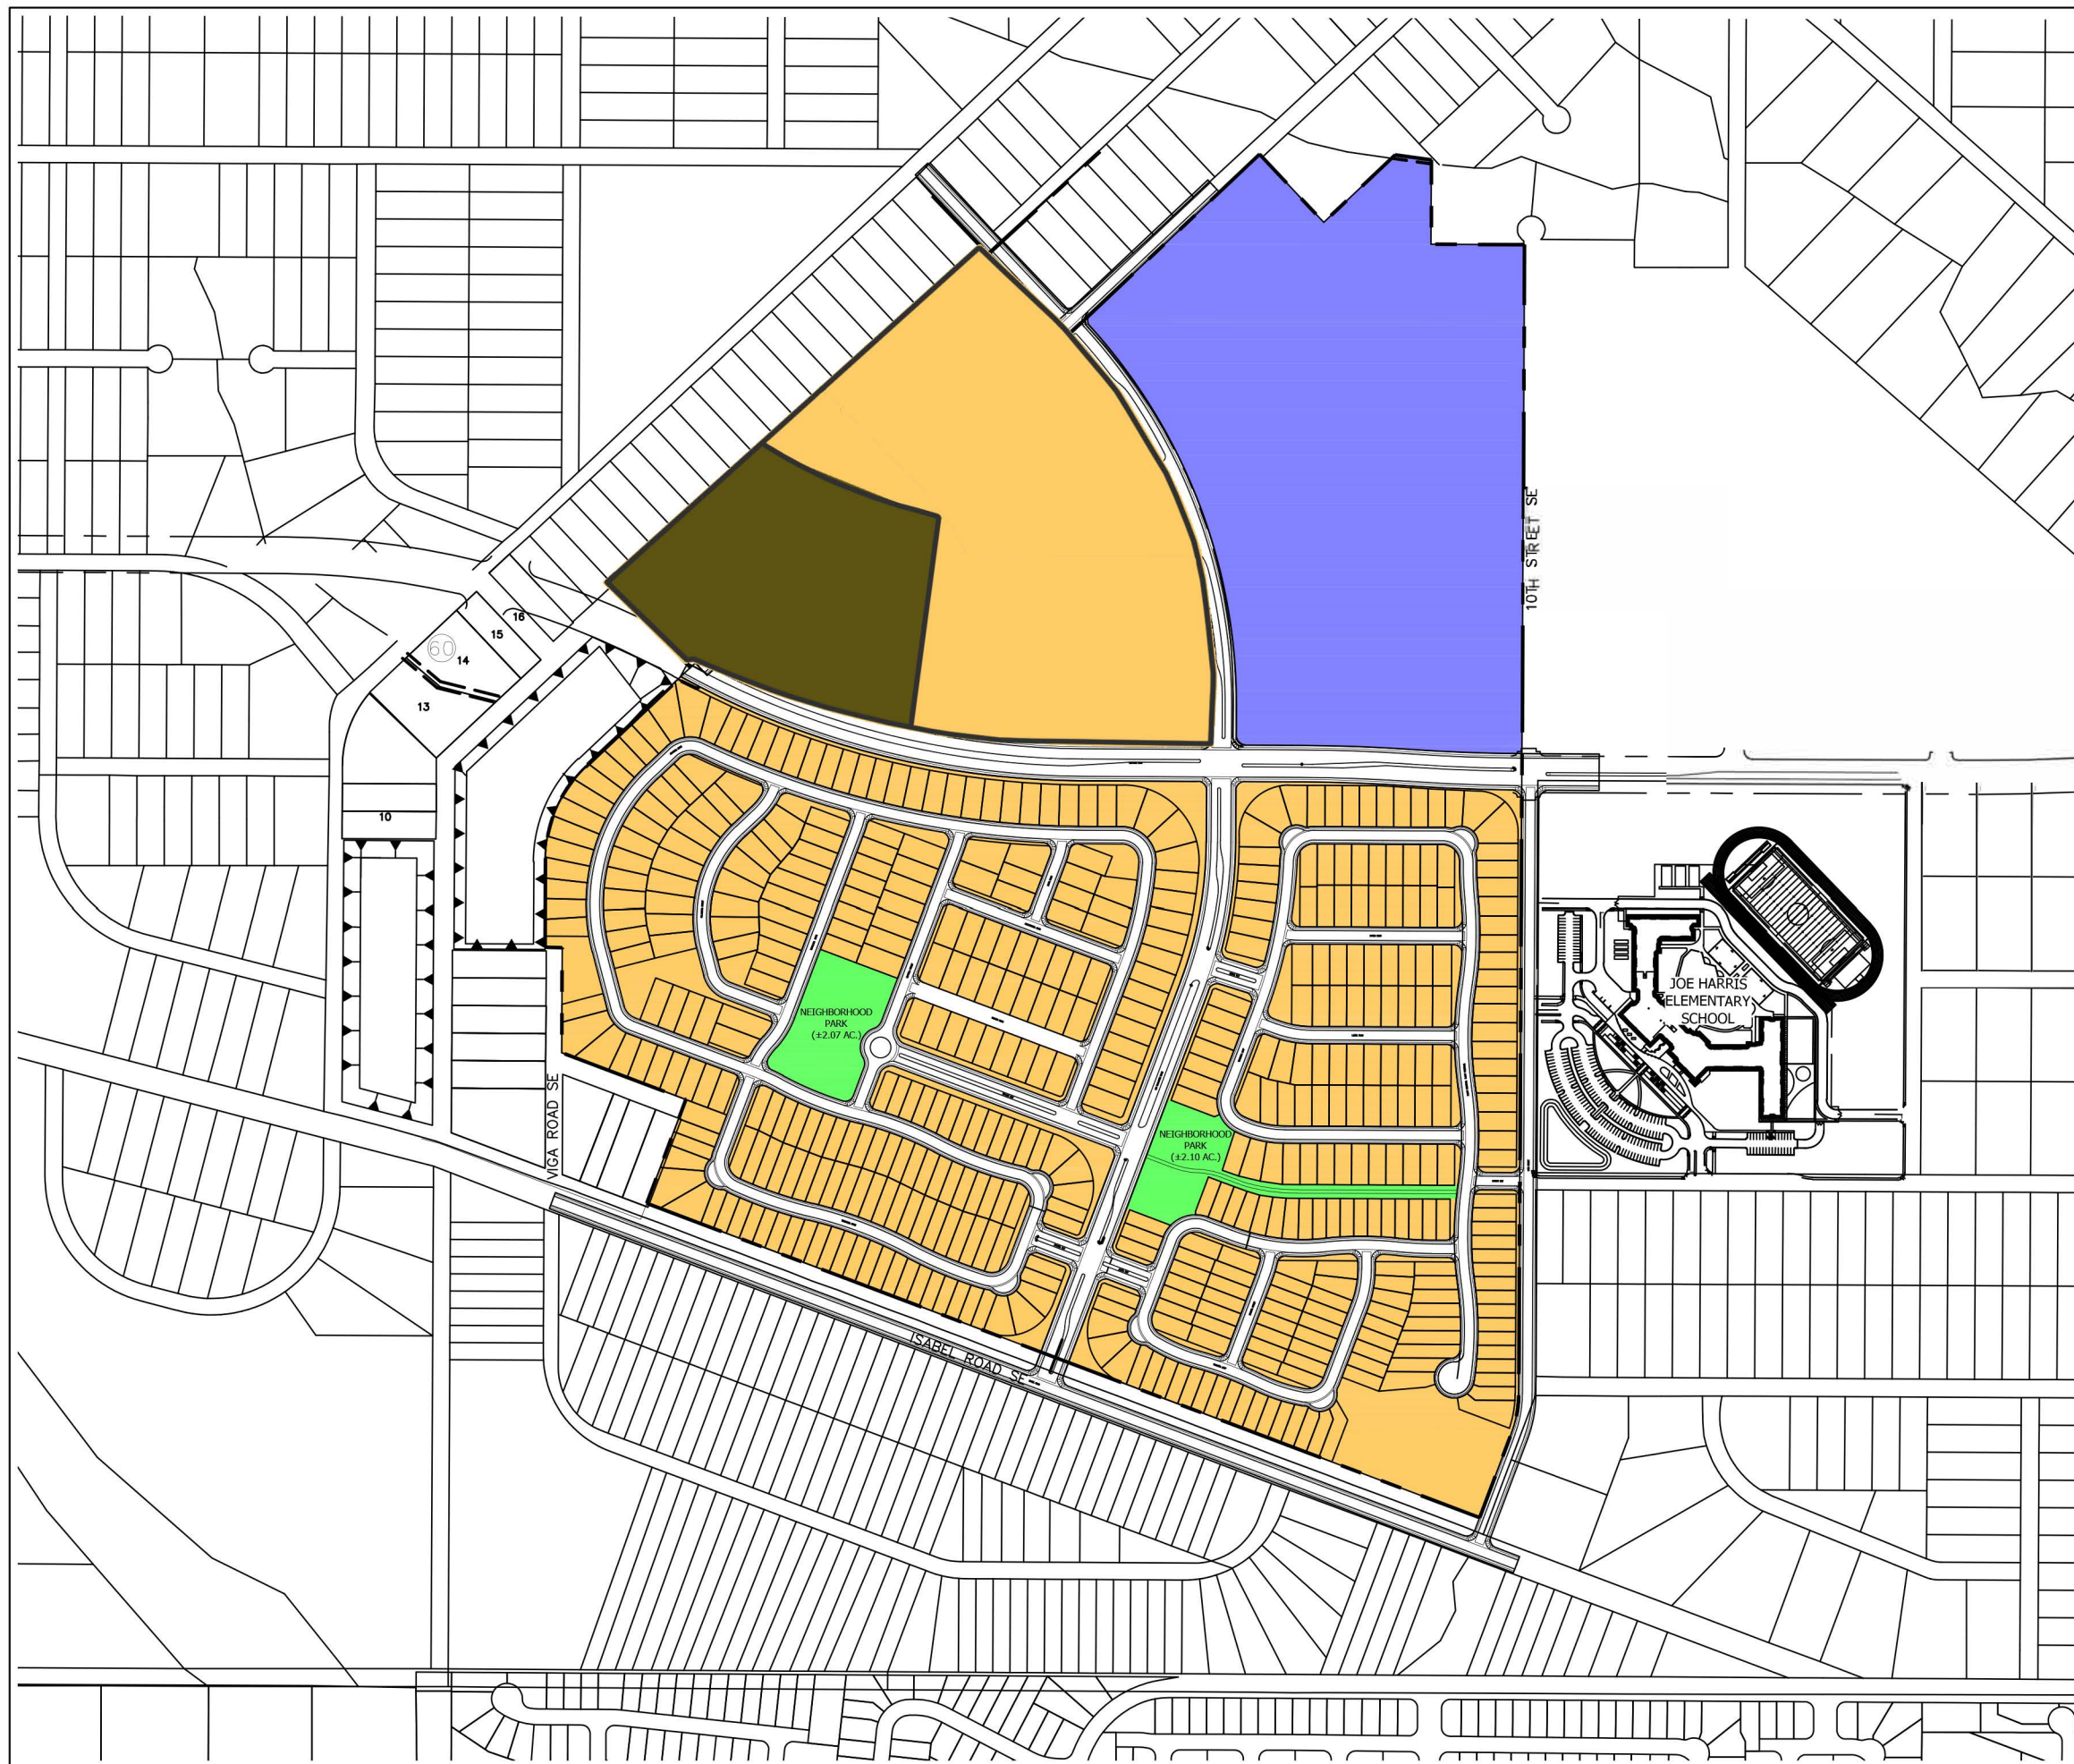 10TH STREET SE
16
15
60
14
13
10
JOE HARRIS
ELEMENTARY
SCHOOL
NEIGHBORHOOD
PARK
(±2.07 AC.)
VIGA ROAD SE
NEIGHBORHOOD
PARK
(±2.10 AC.)
ISABEL ROAD SE